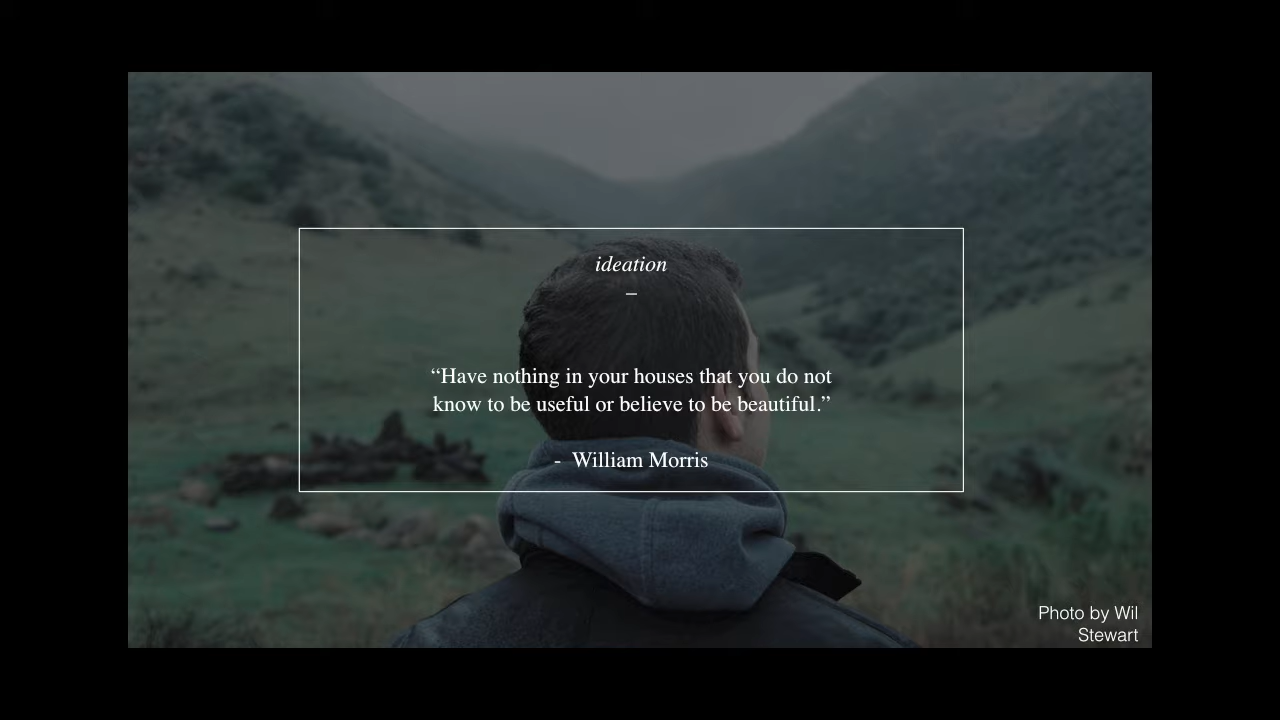 ideation
–
“Have nothing in your houses that you do not
know to be useful or believe to be beautiful.”
- William Morris
Photo by Wil
Stewart